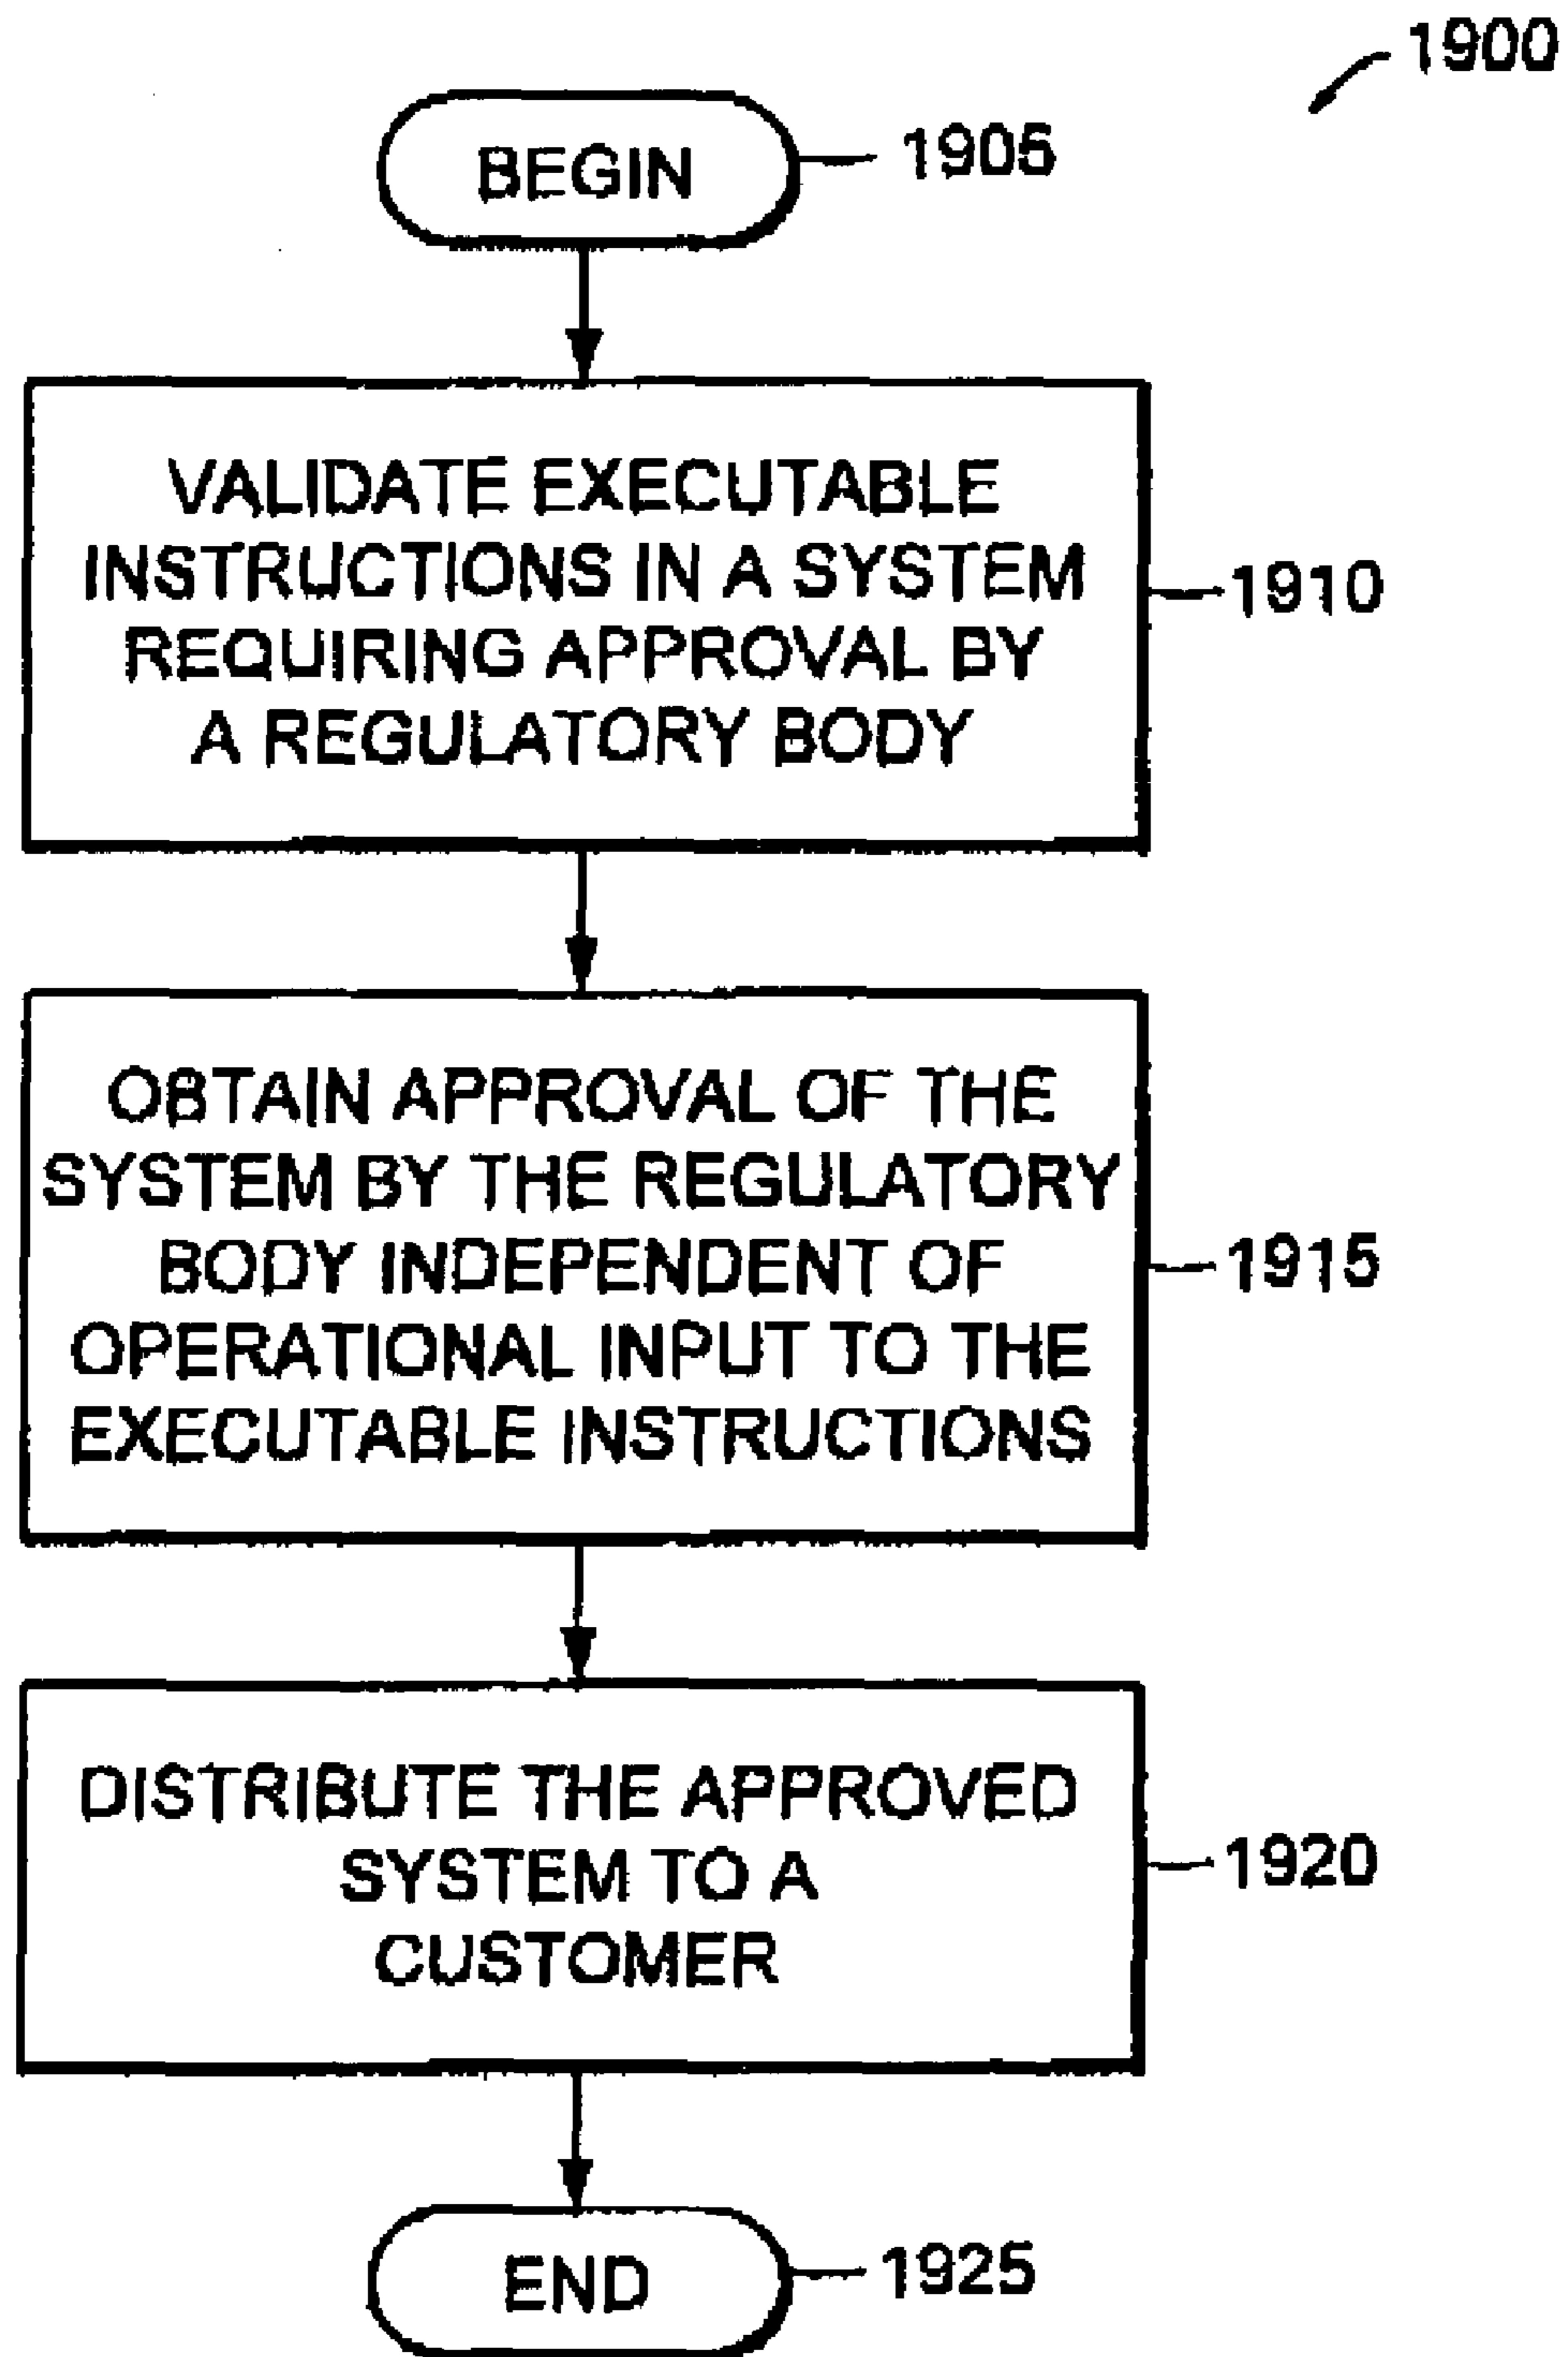 1900
BEGIN
1905
VALIDATE EXECUTABLE
INSTRUCTIONS IN A SYSTEM
REQUIRING APPROVAL BY
A REGULATORY BODY
1910
OBTAIN APPROVAL OF THE
SYSTEM BY THE REGULATORY
BODY INDEPENDENT OF
OPERATIONAL INPUT TO THE
EXECUTABLE INSTRUCTIONS
1915
DISTRIBUTE THE APPROVED
SYSTEM TO A
CUSTOMER
1920
END
1925